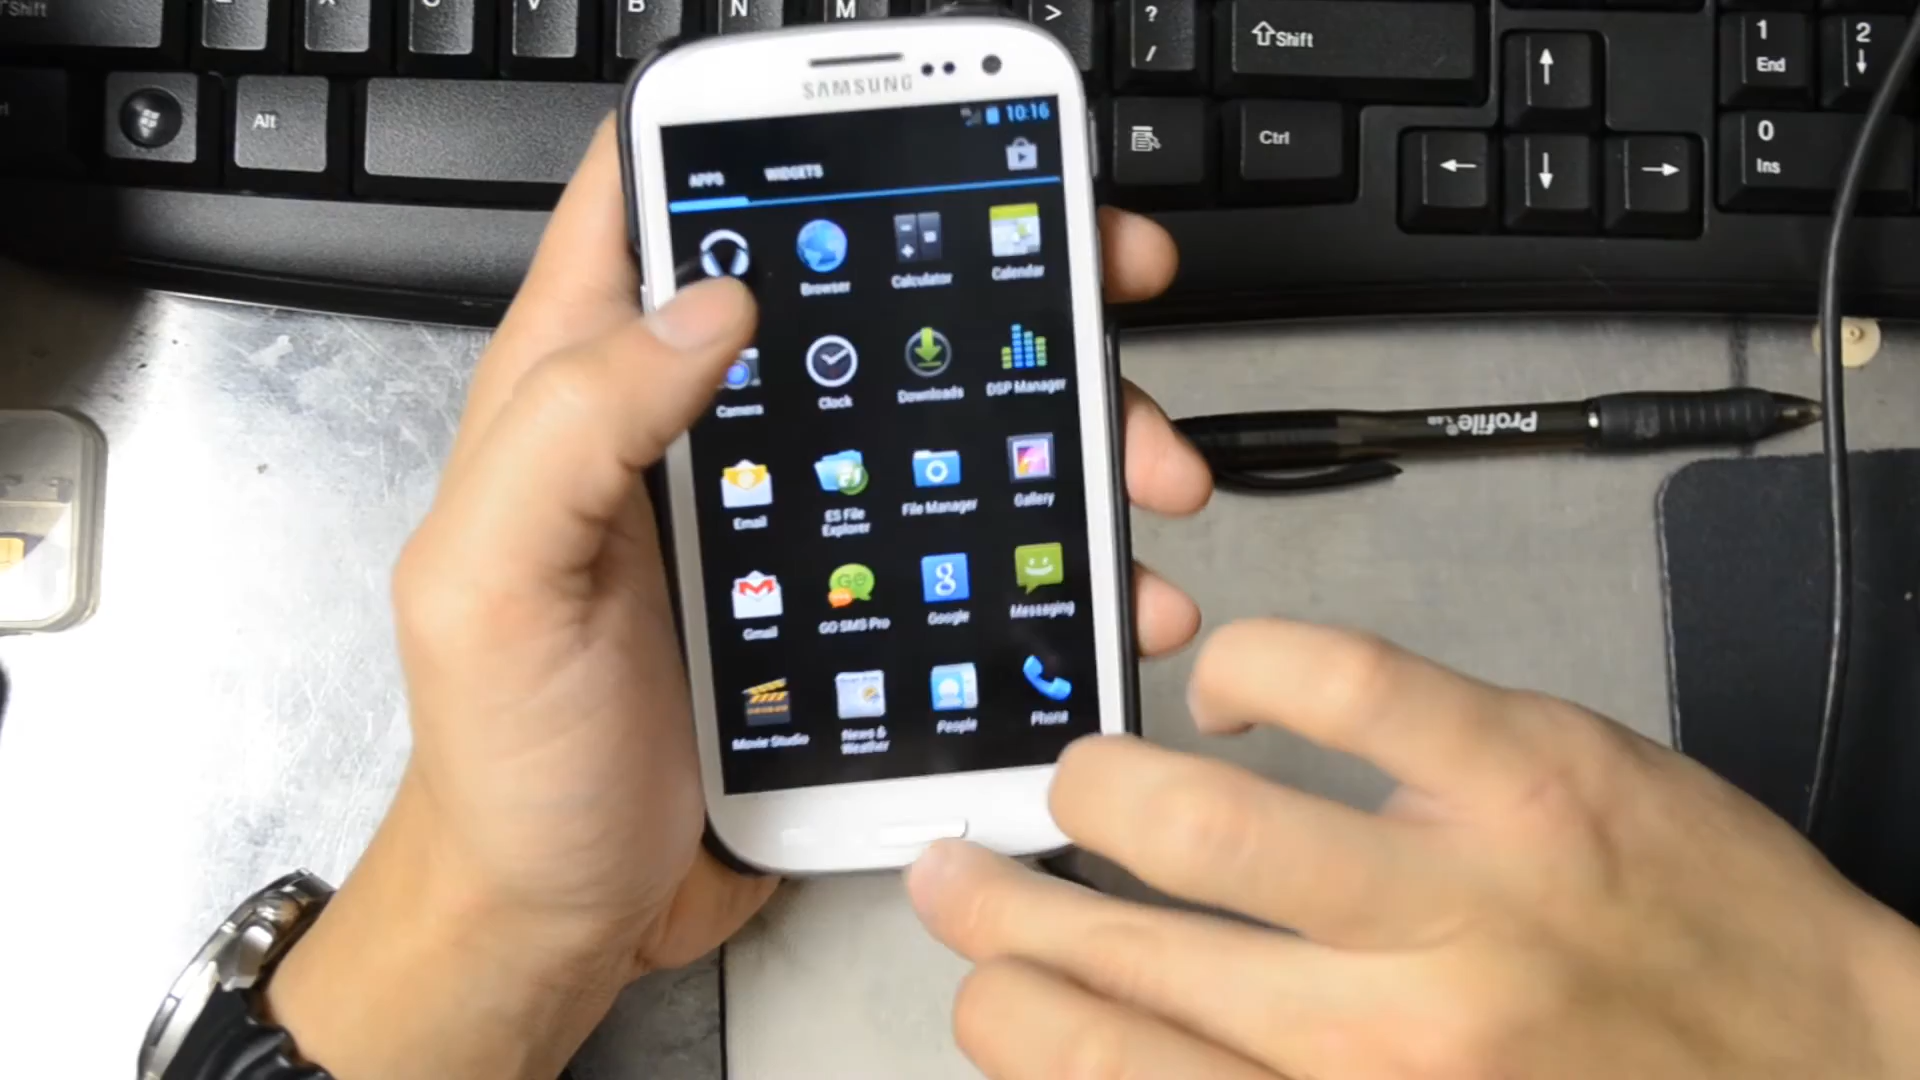 Shift
B
N
M
>
?
/
Shift
1
End
2
Alt
Ctrl
0
Ins
SAMSUNG
10:16
APPS WIDGETS
Browser
Calculator
Calendar
Camera
Clock
Downloads
DSP Manager
Email
ES File
Explorer
File Manager
Gallery
Gmail
GO
GO SMS Pro
g
Google
Messaging
Movie Studio
News &
Weather
People
Phone
Profile